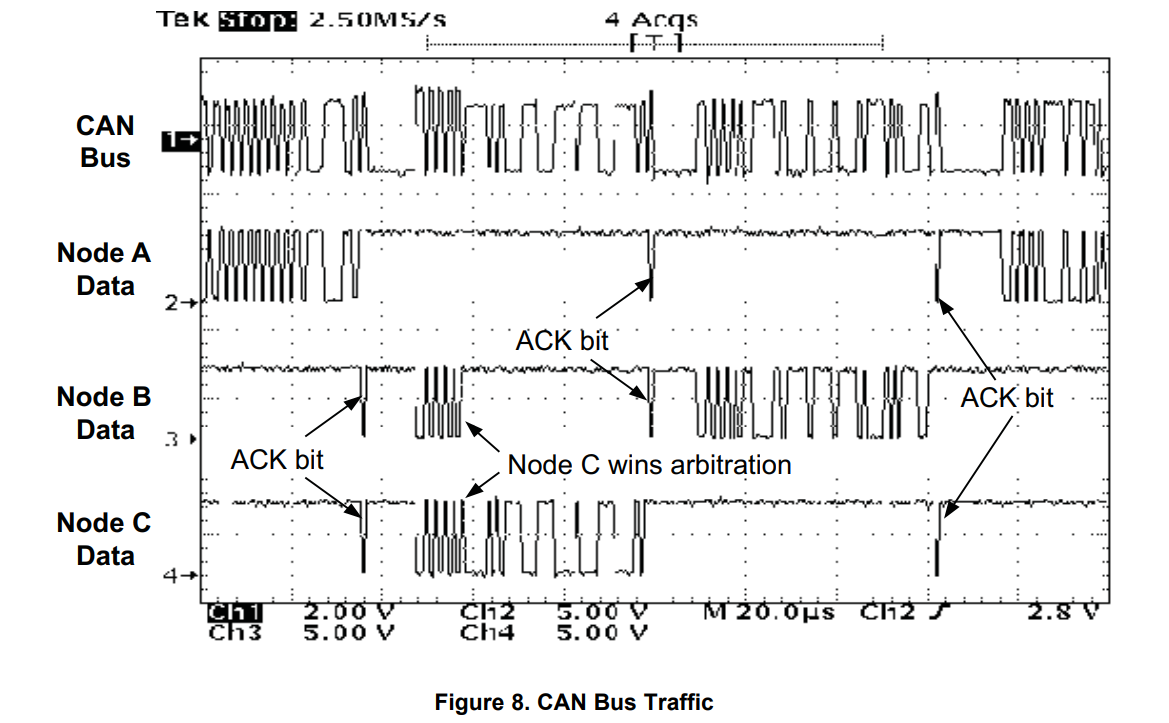 Tek Stop: 2.50MS/s 4 Acqs
[ T ]
CAN
Bus
1
Node A
Data
2
ACK bit
Node B
Data
ACK bit
3
ACK bit
Node C wins arbitration
Node C
Data
4
Ch1 2.00 V Ch2 5.00 V M 20.0µs Ch2 2.8 V
Ch3 5.00 V Ch4 5.00 V
Figure 8. CAN Bus Traffic